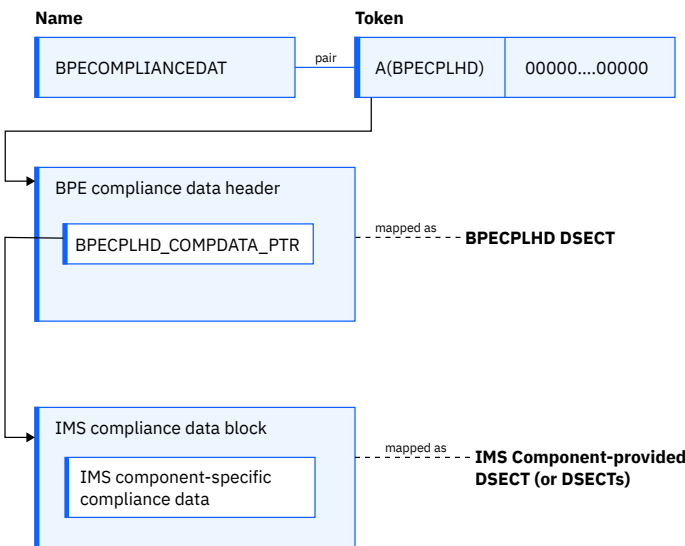 Name
Token
BPECOMPLIANCEDAT
pair
A(BPECPLHD)
00000....00000
BPE compliance data header
BPECPLHD_COMPDATA_PTR
mapped as
BPECPLHD DSECT
IMS compliance data block
IMS component-specific
compliance data
mapped as
IMS Component-provided
DSECT (or DSECTs)